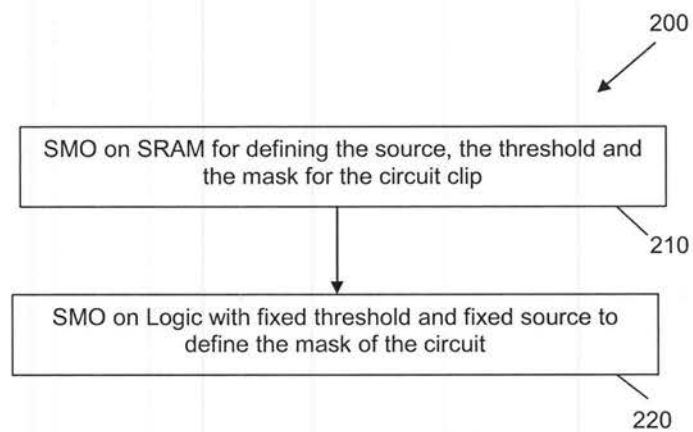 200
SMO on SRAM for defining the source, the threshold and
the mask for the circuit clip
210
SMO on Logic with fixed threshold and fixed source to
define the mask of the circuit
220